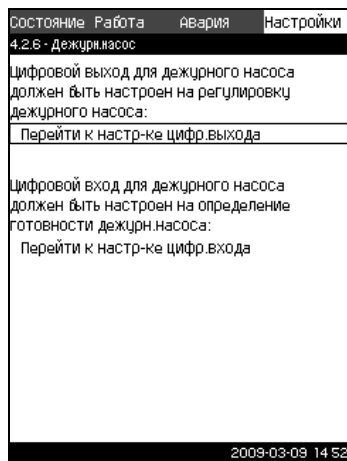 Состояние Работа Авария Настройки
4.2.6 - Дежурн.насос
Цифровой выход для дежурного насоса
должен быть настроен на регулировку
дежурного насоса:
Перейти к настр-ке цифр.выхода
Цифровой вход для дежурного насоса
должен быть настроен на определение
готовности дежурн.насоса:
Перейти к настр-ке цифр.входа
2009-03-09 14:52